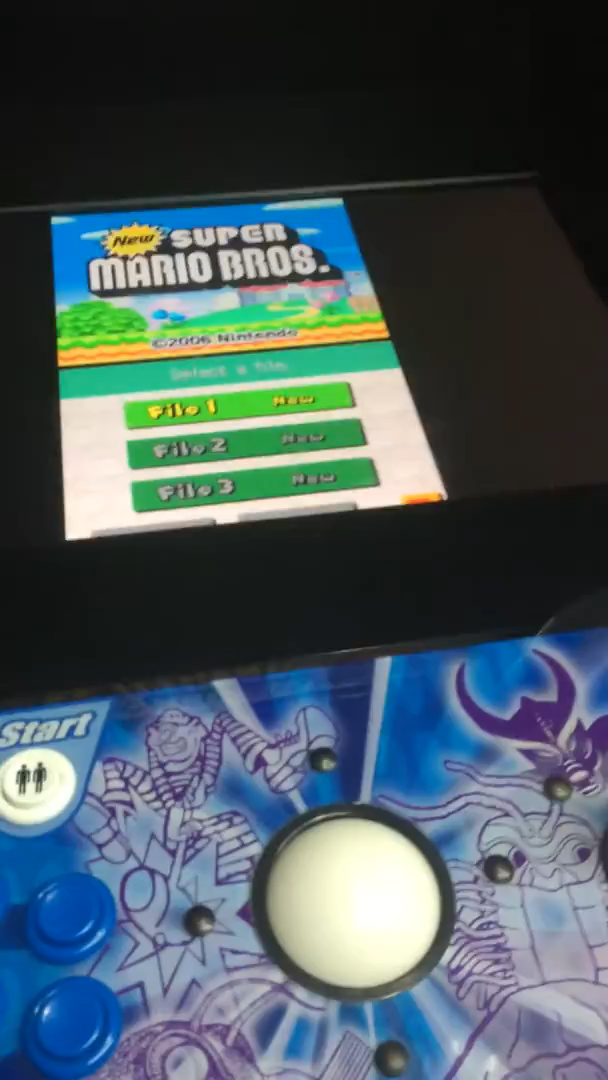 New SUPER
MARIO BROS.
©2006 Nintendo
Select a file.
File 1 New
File 2 New
File 3 New
Start